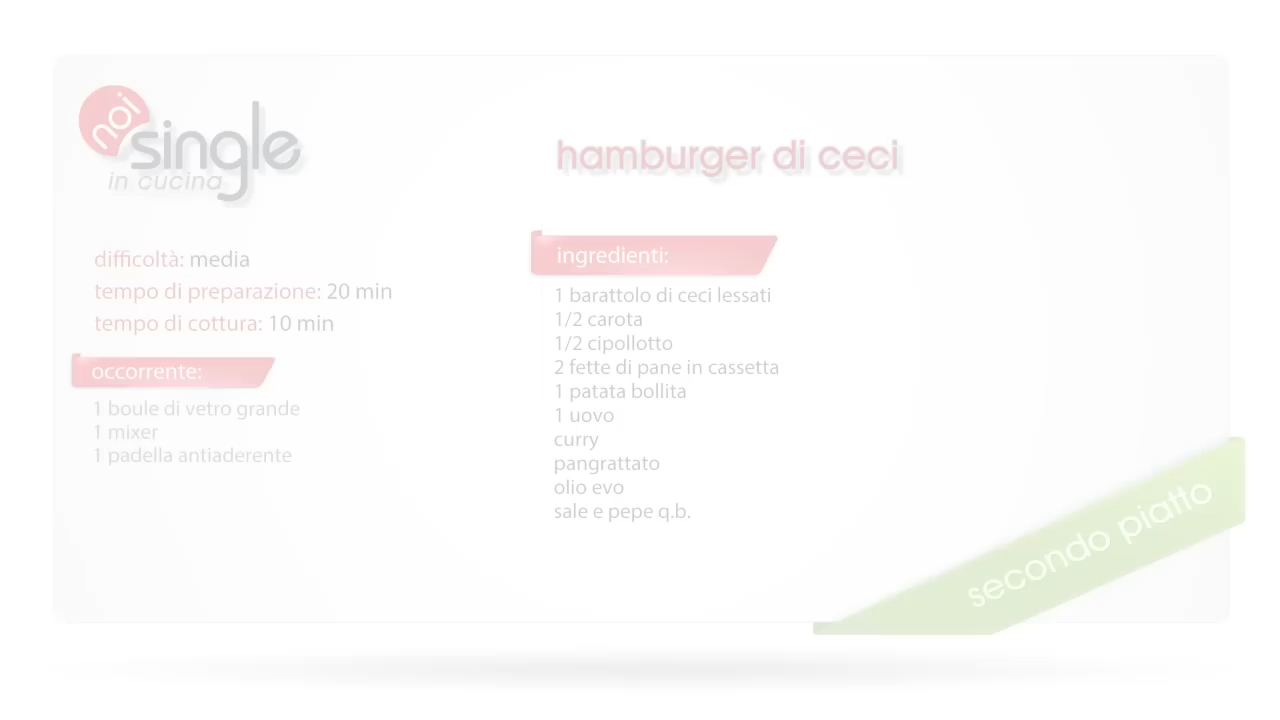 noi
single
in cucina
hamburger di ceci
difficoltà: media
tempo di preparazione: 20 min
tempo di cottura: 10 min
occorrente:
1 boule di vetro grande
1 mixer
1 padella antiaderente
ingredienti:
1 barattolo di ceci lessati
1/2 carota
1/2 cipollotto
2 fette di pane in cassetta
1 patata bollita
1 uovo
curry
pangrattato
olio evo
sale e pepe q.b.
secondo piatto